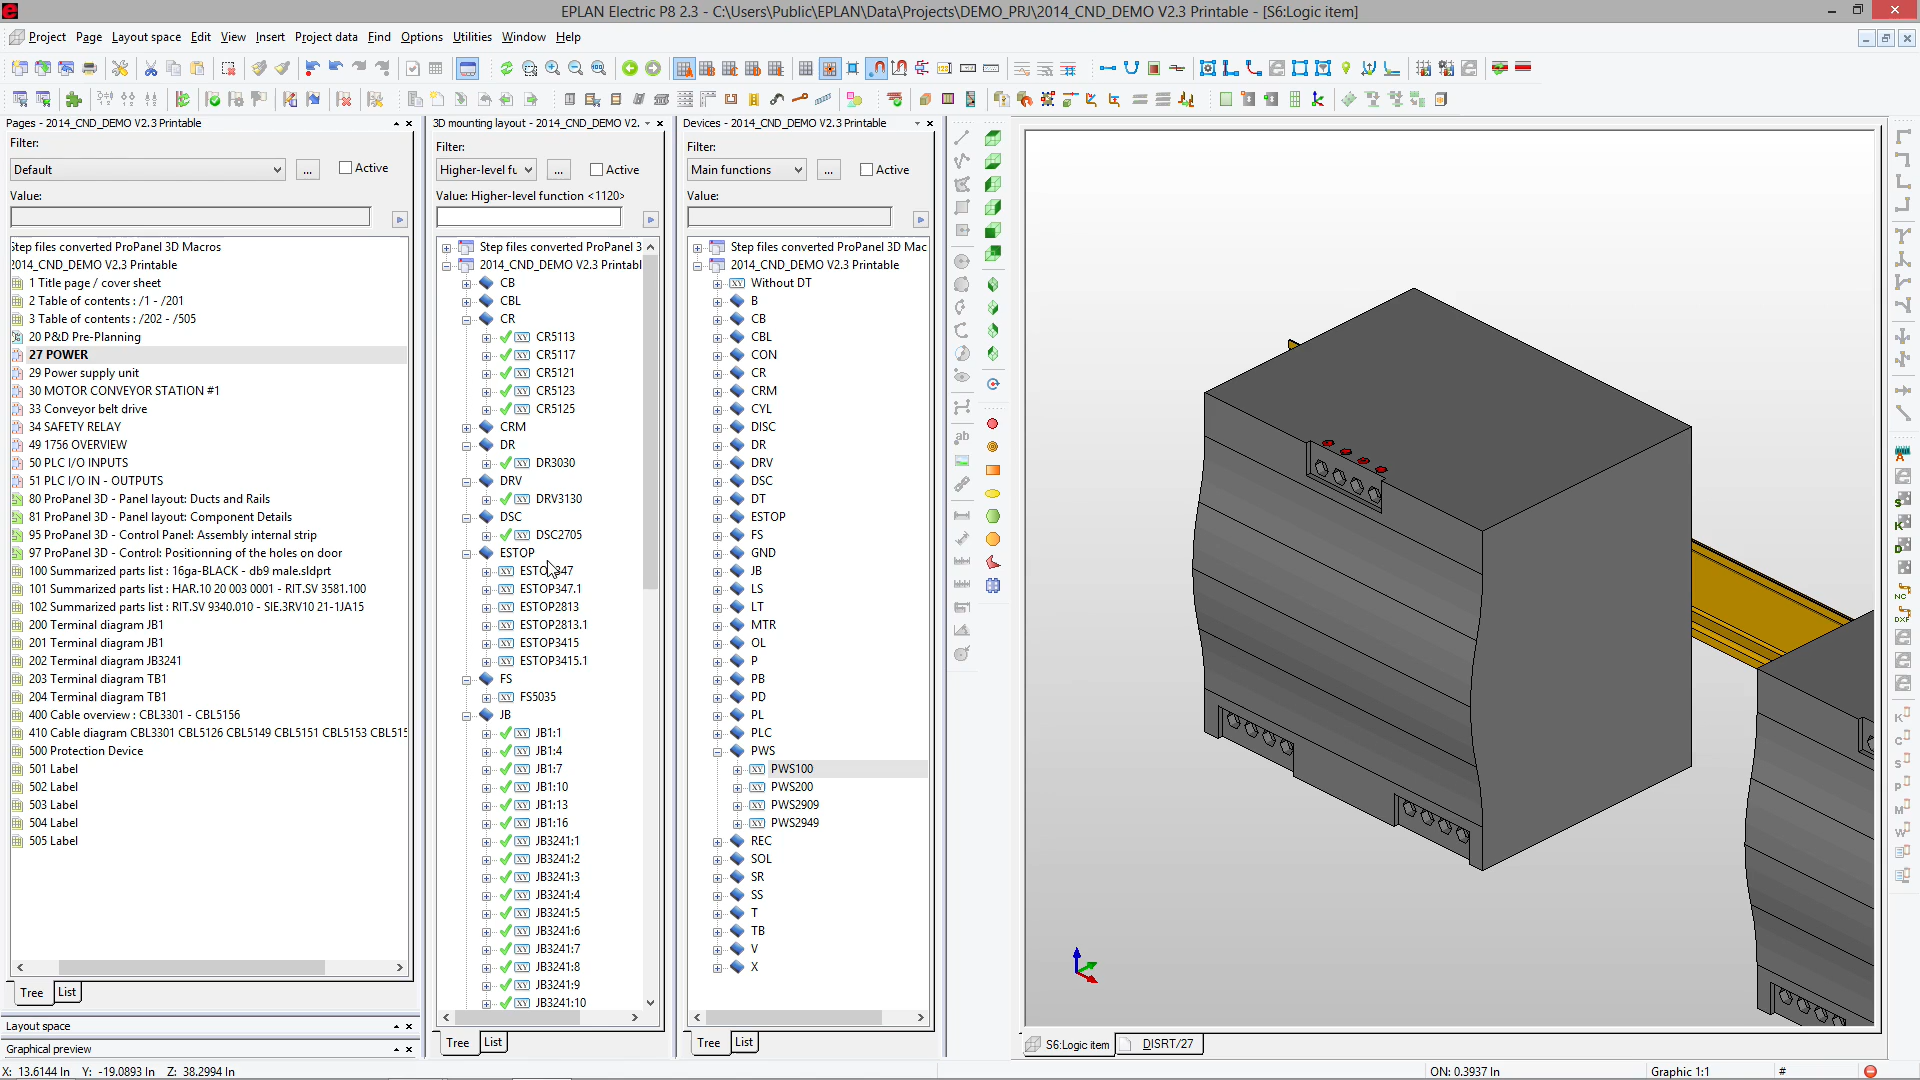 EPLAN Electric P8 2.3 - C:\Users\Public\EPLAN\Data\Projects\DEMO_PRJ\2014_CND_DEMO V2.3 Printable - [S6:Logic item]
Project Page Layout space Edit View Insert Project data Find Options Utilities Window Help
Pages - 2014_CND_DEMO V2.3 Printable
Filter:
Default
...
Active
Value:
Step files converted ProPanel 3D Macros
2014_CND_DEMO V2.3 Printable
1 Title page / cover sheet
2 Table of contents : /1 - /201
3 Table of contents : /202 - /505
20 P&D Pre-Planning
27 POWER
29 Power supply unit
30 MOTOR CONVEYOR STATION #1
33 Conveyor belt drive
34 SAFETY RELAY
49 1756 OVERVIEW
50 PLC I/O INPUTS
51 PLC I/O IN - OUTPUTS
80 ProPanel 3D - Panel layout: Ducts and Rails
81 ProPanel 3D - Panel layout: Component Details
95 ProPanel 3D - Control Panel: Assembly internal strip
97 ProPanel 3D - Control: Positionning of the holes on door
100 Summarized parts list : 16ga-BLACK - db9 male.sldprt
101 Summarized parts list : HAR.10 20 003 0001 - RIT.SV 3581.100
102 Summarized parts list : RIT.SV 9340.010 - SIE.3RV10 21-1JA15
200 Terminal diagram JB1
201 Terminal diagram JB1
202 Terminal diagram JB3241
203 Terminal diagram TB1
204 Terminal diagram TB1
400 Cable overview : CBL3301 - CBL5156
410 Cable diagram CBL3301 CBL5126 CBL5149 CBL5151 CBL5153 CBL515
500 Protection Device
501 Label
502 Label
503 Label
504 Label
505 Label
Tree List
Layout space
Graphical preview
3D mounting layout - 2014_CND_DEMO V2.
Filter:
Higher-level fu
...
Active
Value: Higher-level function <1120>
Step files converted ProPanel 3
2014_CND_DEMO V2.3 Printabl
CB
CBL
CR
CR5113
CR5117
CR5121
CR5123
CR5125
CRM
DR
DR3030
DRV
DRV3130
DSC
DSC2705
ESTOP
ESTOP347
ESTOP347.1
ESTOP2813
ESTOP2813.1
ESTOP3415
ESTOP3415.1
FS
FS5035
JB
JB1:1
JB1:4
JB1:7
JB1:10
JB1:13
JB1:16
JB3241:1
JB3241:2
JB3241:3
JB3241:4
JB3241:5
JB3241:6
JB3241:7
JB3241:8
JB3241:9
JB3241:10
Tree List
Devices - 2014_CND_DEMO V2.3 Printable
Filter:
Main functions
...
Active
Value:
Step files converted ProPanel 3D Mac
2014_CND_DEMO V2.3 Printable
Without DT
B
CB
CBL
CON
CR
CRM
CYL
DISC
DR
DRV
DSC
DT
ESTOP
FS
GND
JB
LS
LT
MTR
OL
P
PB
PD
PL
PLC
PWS
PWS100
PWS200
PWS2909
PWS2949
REC
SOL
SR
SS
T
TB
V
X
Tree List
S6:Logic item DISRT/27
X: 13.6144 In Y: -19.0893 In Z: 38.2994 In
ON: 0.3937 In
Graphic 1:1
#